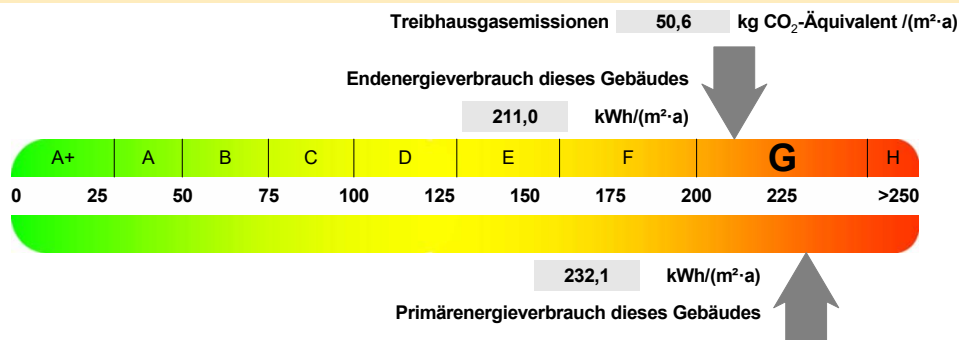 Treibhausgasemissionen 50,6 kg CO₂-Äquivalent /(m²·a)
Endenergieverbrauch dieses Gebäudes
211,0 kWh/(m²·a)
A+ A B C D E F G H
0 25 50 75 100 125 150 175 200 225 >250
232,1 kWh/(m²·a)
Primärenergieverbrauch dieses Gebäudes